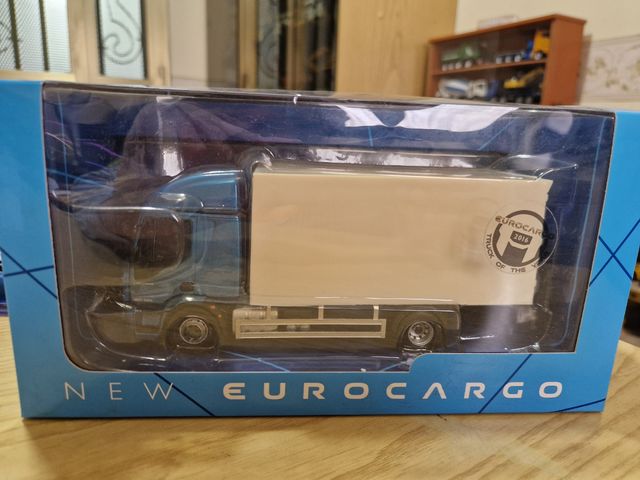 EUROCARGO
2016
TRUCK OF THE
NEW EUROCARGO